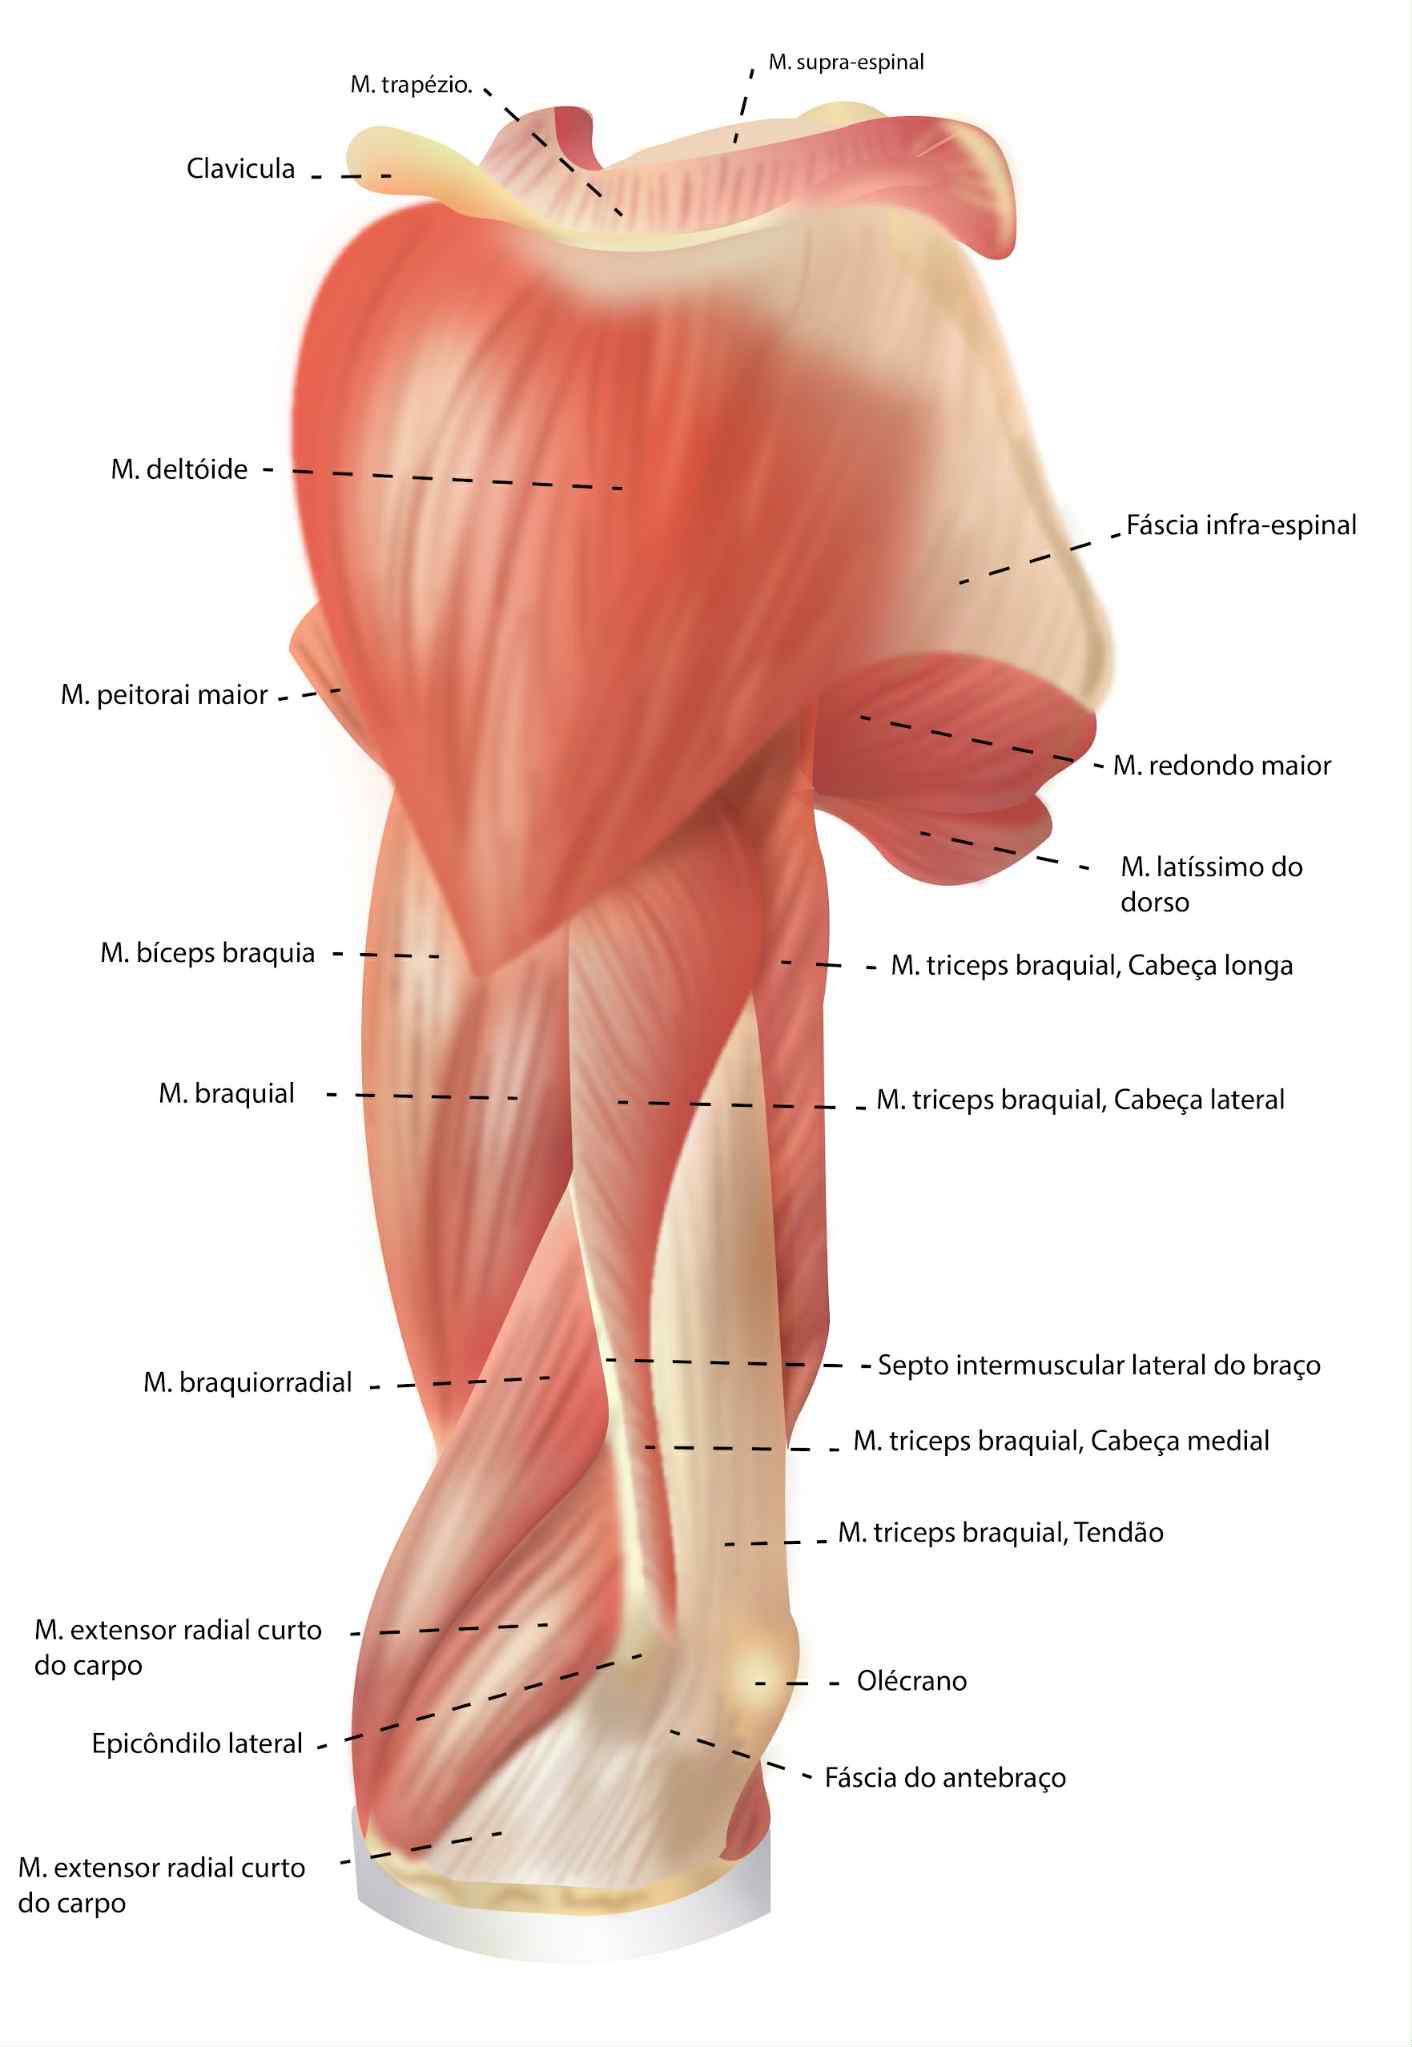 M. supra-espinal
M. trapézio.
Clavicula
M. deltóide
Fáscia infra-espinal
M. peitorai maior
M. redondo maior
M. latíssimo do
dorso
M. bíceps braquia
M. triceps braquial, Cabeça longa
M. braquial
M. triceps braquial, Cabeça lateral
Septo intermuscular lateral do braço
M. braquiorradial
M. triceps braquial, Cabeça medial
M. triceps braquial, Tendão
M. extensor radial curto
do carpo
Olécrano
Epicôndilo lateral
Fáscia do antebraço
M. extensor radial curto
do carpo